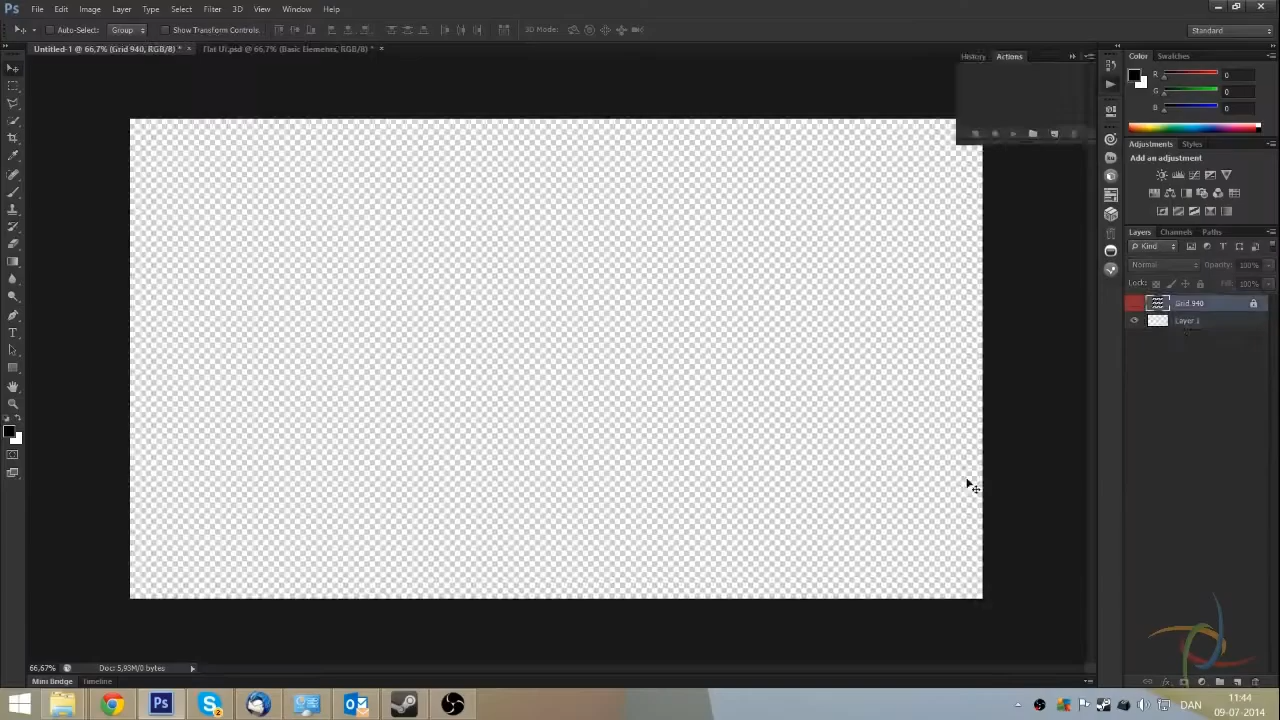 Ps File Edit Image Layer Type Select Filter 3D View Window Help
Auto-Select: Group Show Transform Controls 3D Mode: Standard
Untitled-1 @ 66,7% (Grid 940, RGB/8) * × Flat UI.psd @ 66,7% (Basic Elements, RGB/8) * ×
History Actions
Color Swatches
R 0
G 0
B 0
Adjustments Styles
Add an adjustment
Layers Channels Paths
Kind
Normal Opacity: 100%
Lock: Fill: 100%
Grid 940
Layer 1
66,67% Doc: 5,93M/0 bytes
Mini Bridge Timeline
Ps S 2 DAN 11:44
09-07-2014